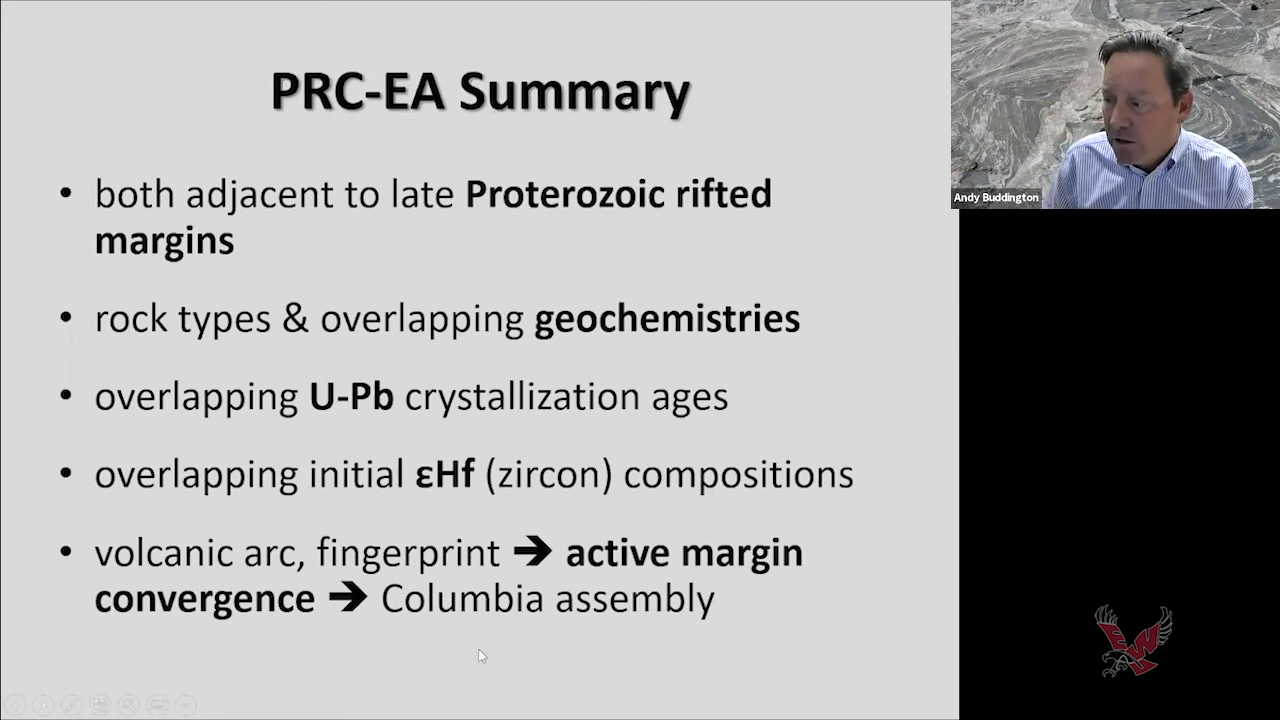 PRC-EA Summary
• both adjacent to late Proterozoic rifted
margins
• rock types & overlapping geochemistries
• overlapping U-Pb crystallization ages
• overlapping initial εHf (zircon) compositions
• volcanic arc, fingerprint ➔ active margin
convergence ➔ Columbia assembly
Andy Buddington
EWU